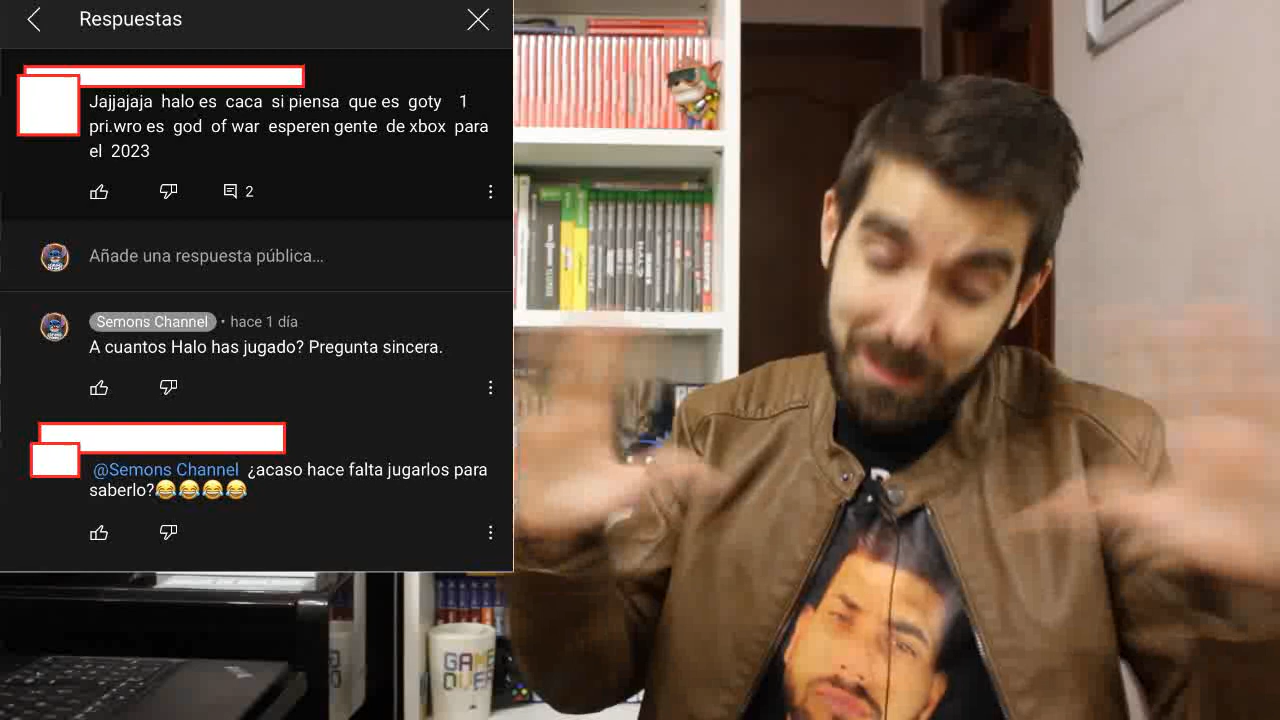 Respuestas
Jajjajaja halo es caca si piensa que es goty 1
pri.wro es god of war esperen gente de xbox para
el 2023
2
Añade una respuesta pública...
Semons Channel • hace 1 día
A cuantos Halo has jugado? Pregunta sincera.
@Semons Channel ¿acaso hace falta jugarlos para
saberlo?😂😂😂😂
GAME
OVER